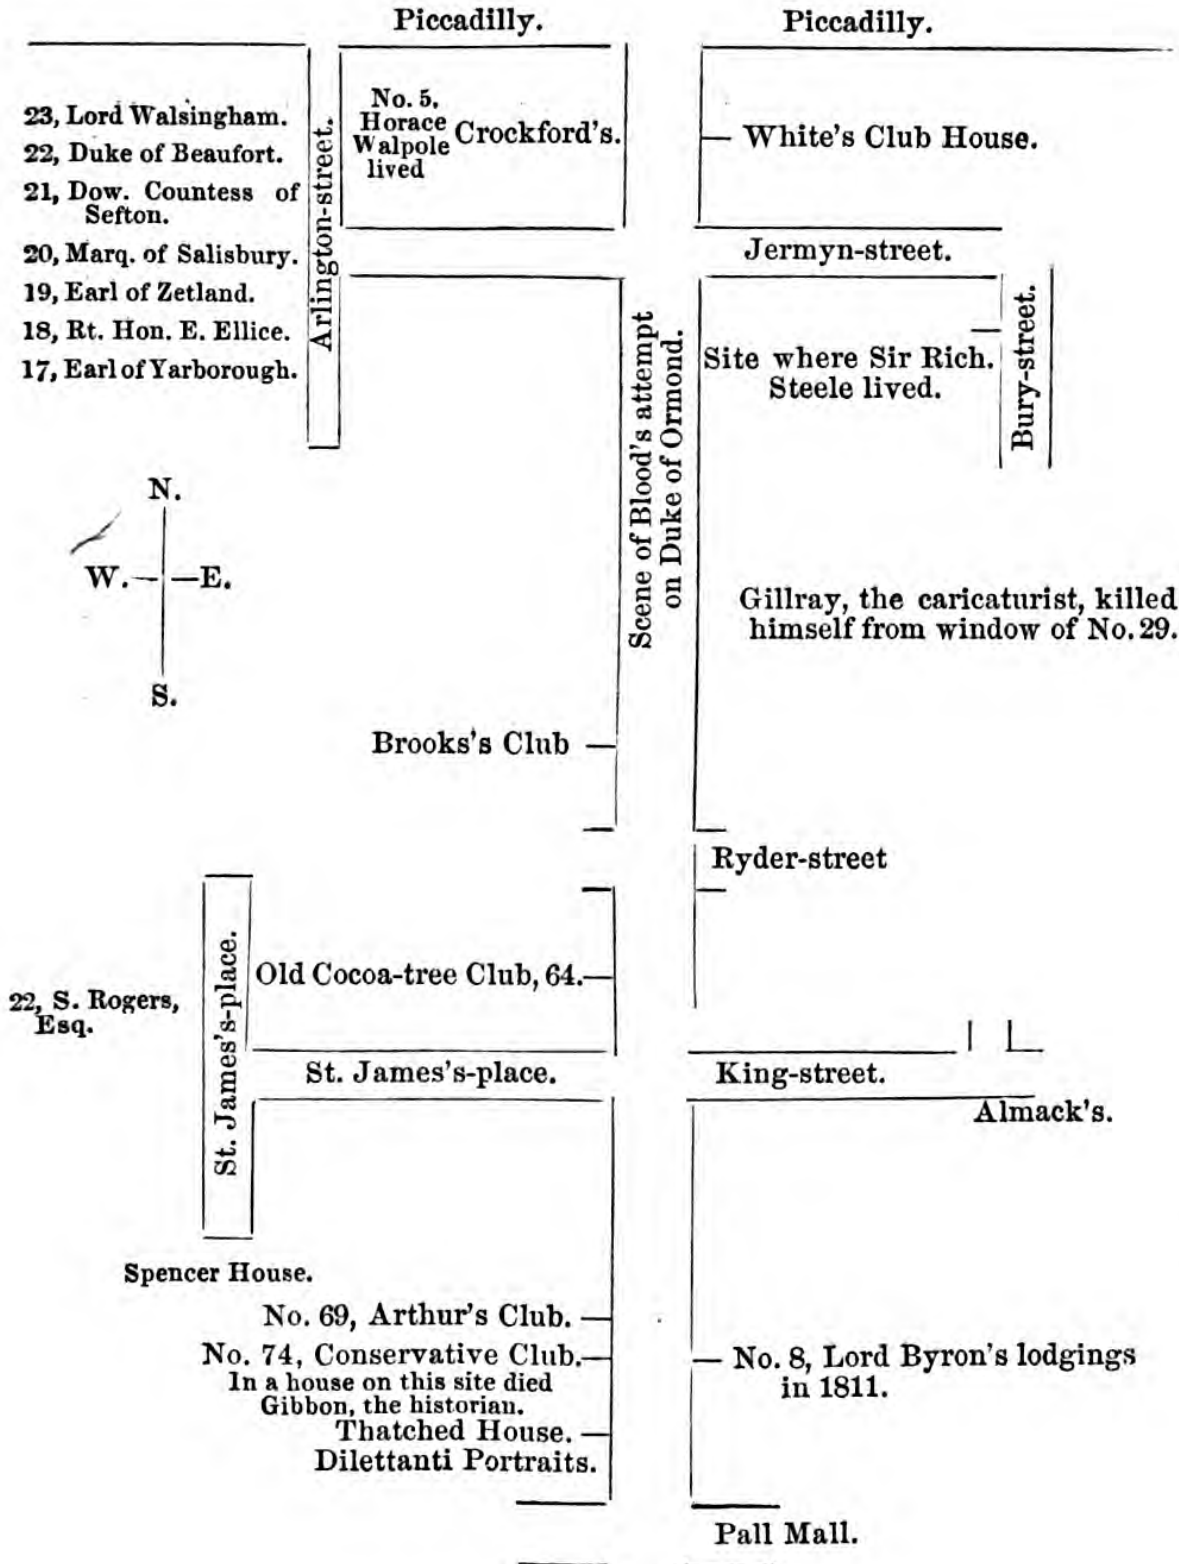 Piccadilly.
Piccadilly.
23, Lord Walsingham.
22, Duke of Beaufort.
21, Dow. Countess of
Sefton.
20, Marq. of Salisbury.
19, Earl of Zetland.
18, Rt. Hon. E. Ellice.
17, Earl of Yarborough.
Arlington-street.
No. 5,
Horace
Walpole
lived
Crockford's.
White's Club House.
Jermyn-street.
Scene of Blood's attempt
on Duke of Ormond.
Site where Sir Rich.
Steele lived.
Bury-street.
N.
W.
E.
S.
Gillray, the caricaturist, killed
himself from window of No. 29.
Brooks's Club
Ryder-street
22, S. Rogers,
Esq.
St. James's-place.
Old Cocoa-tree Club, 64.
St. James's-place.
King-street.
Almack's.
Spencer House.
No. 69, Arthur's Club.
No. 74, Conservative Club.
In a house on this site died
Gibbon, the historian.
Thatched House.
Dilettanti Portraits.
No. 8, Lord Byron's lodgings
in 1811.
Pall Mall.